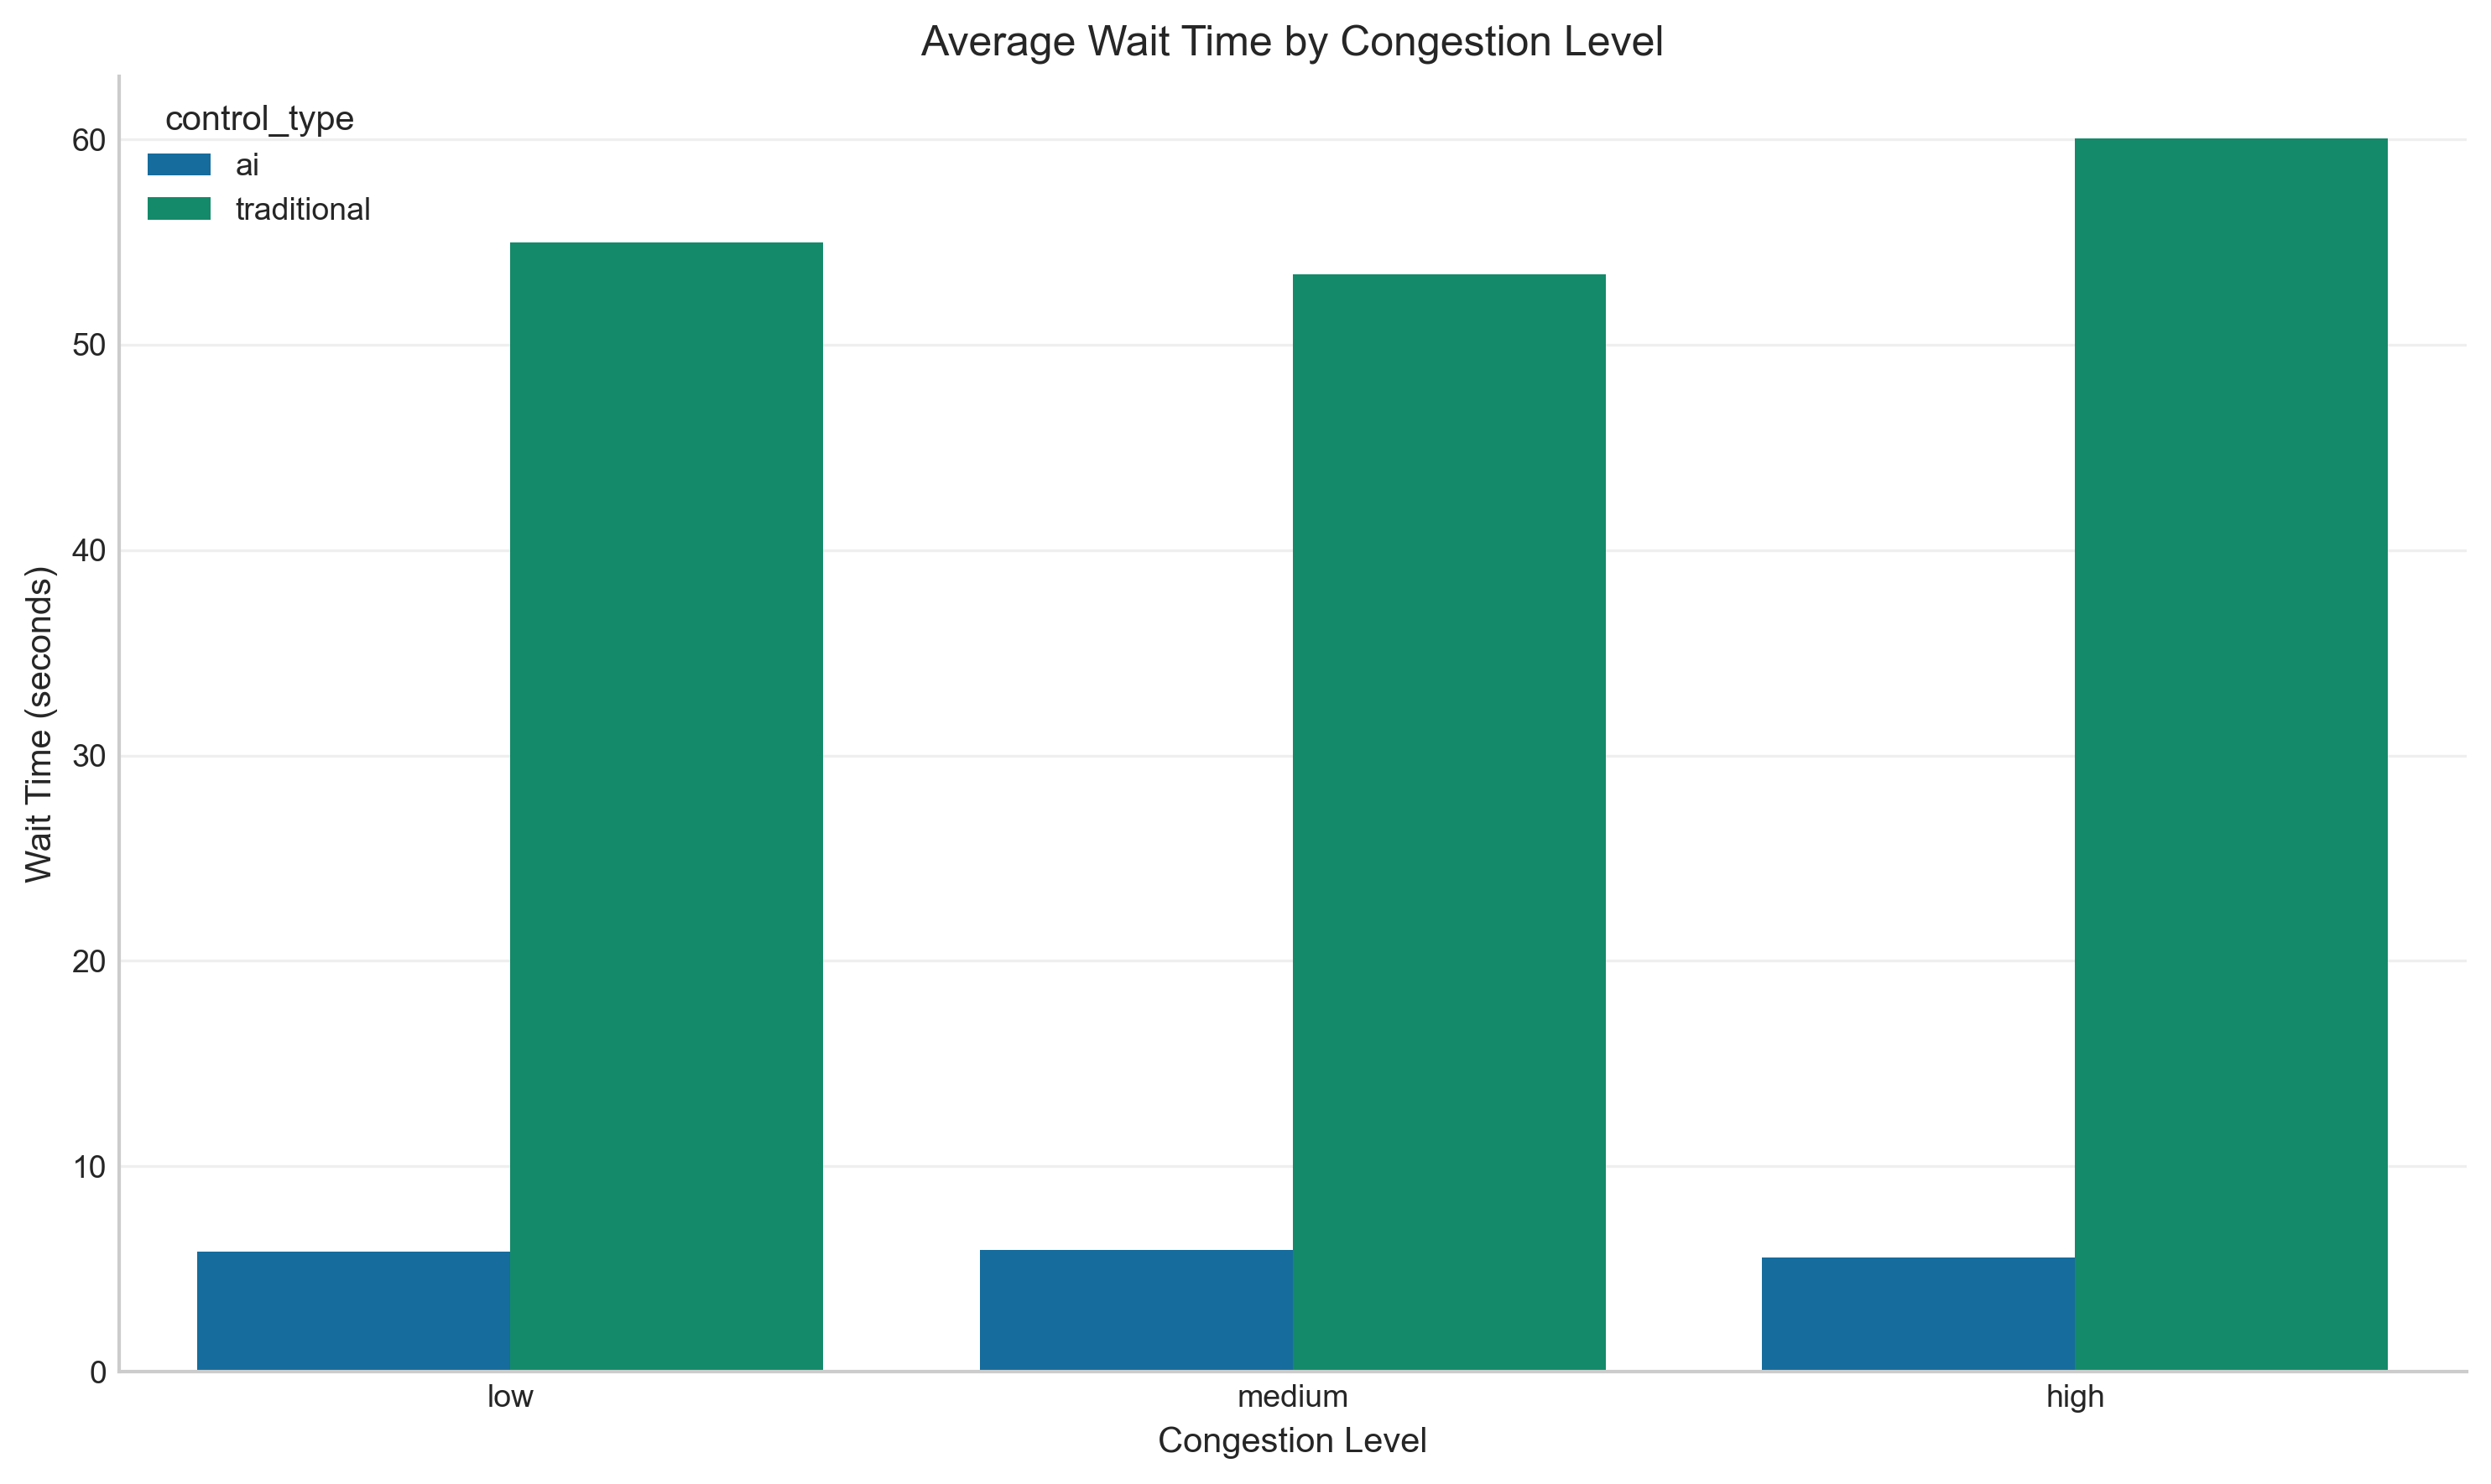 Average Wait Time by Congestion Level
control_type
ai
traditional
60
50
40
30
20
10
0
Wait Time (seconds)
low medium high
Congestion Level